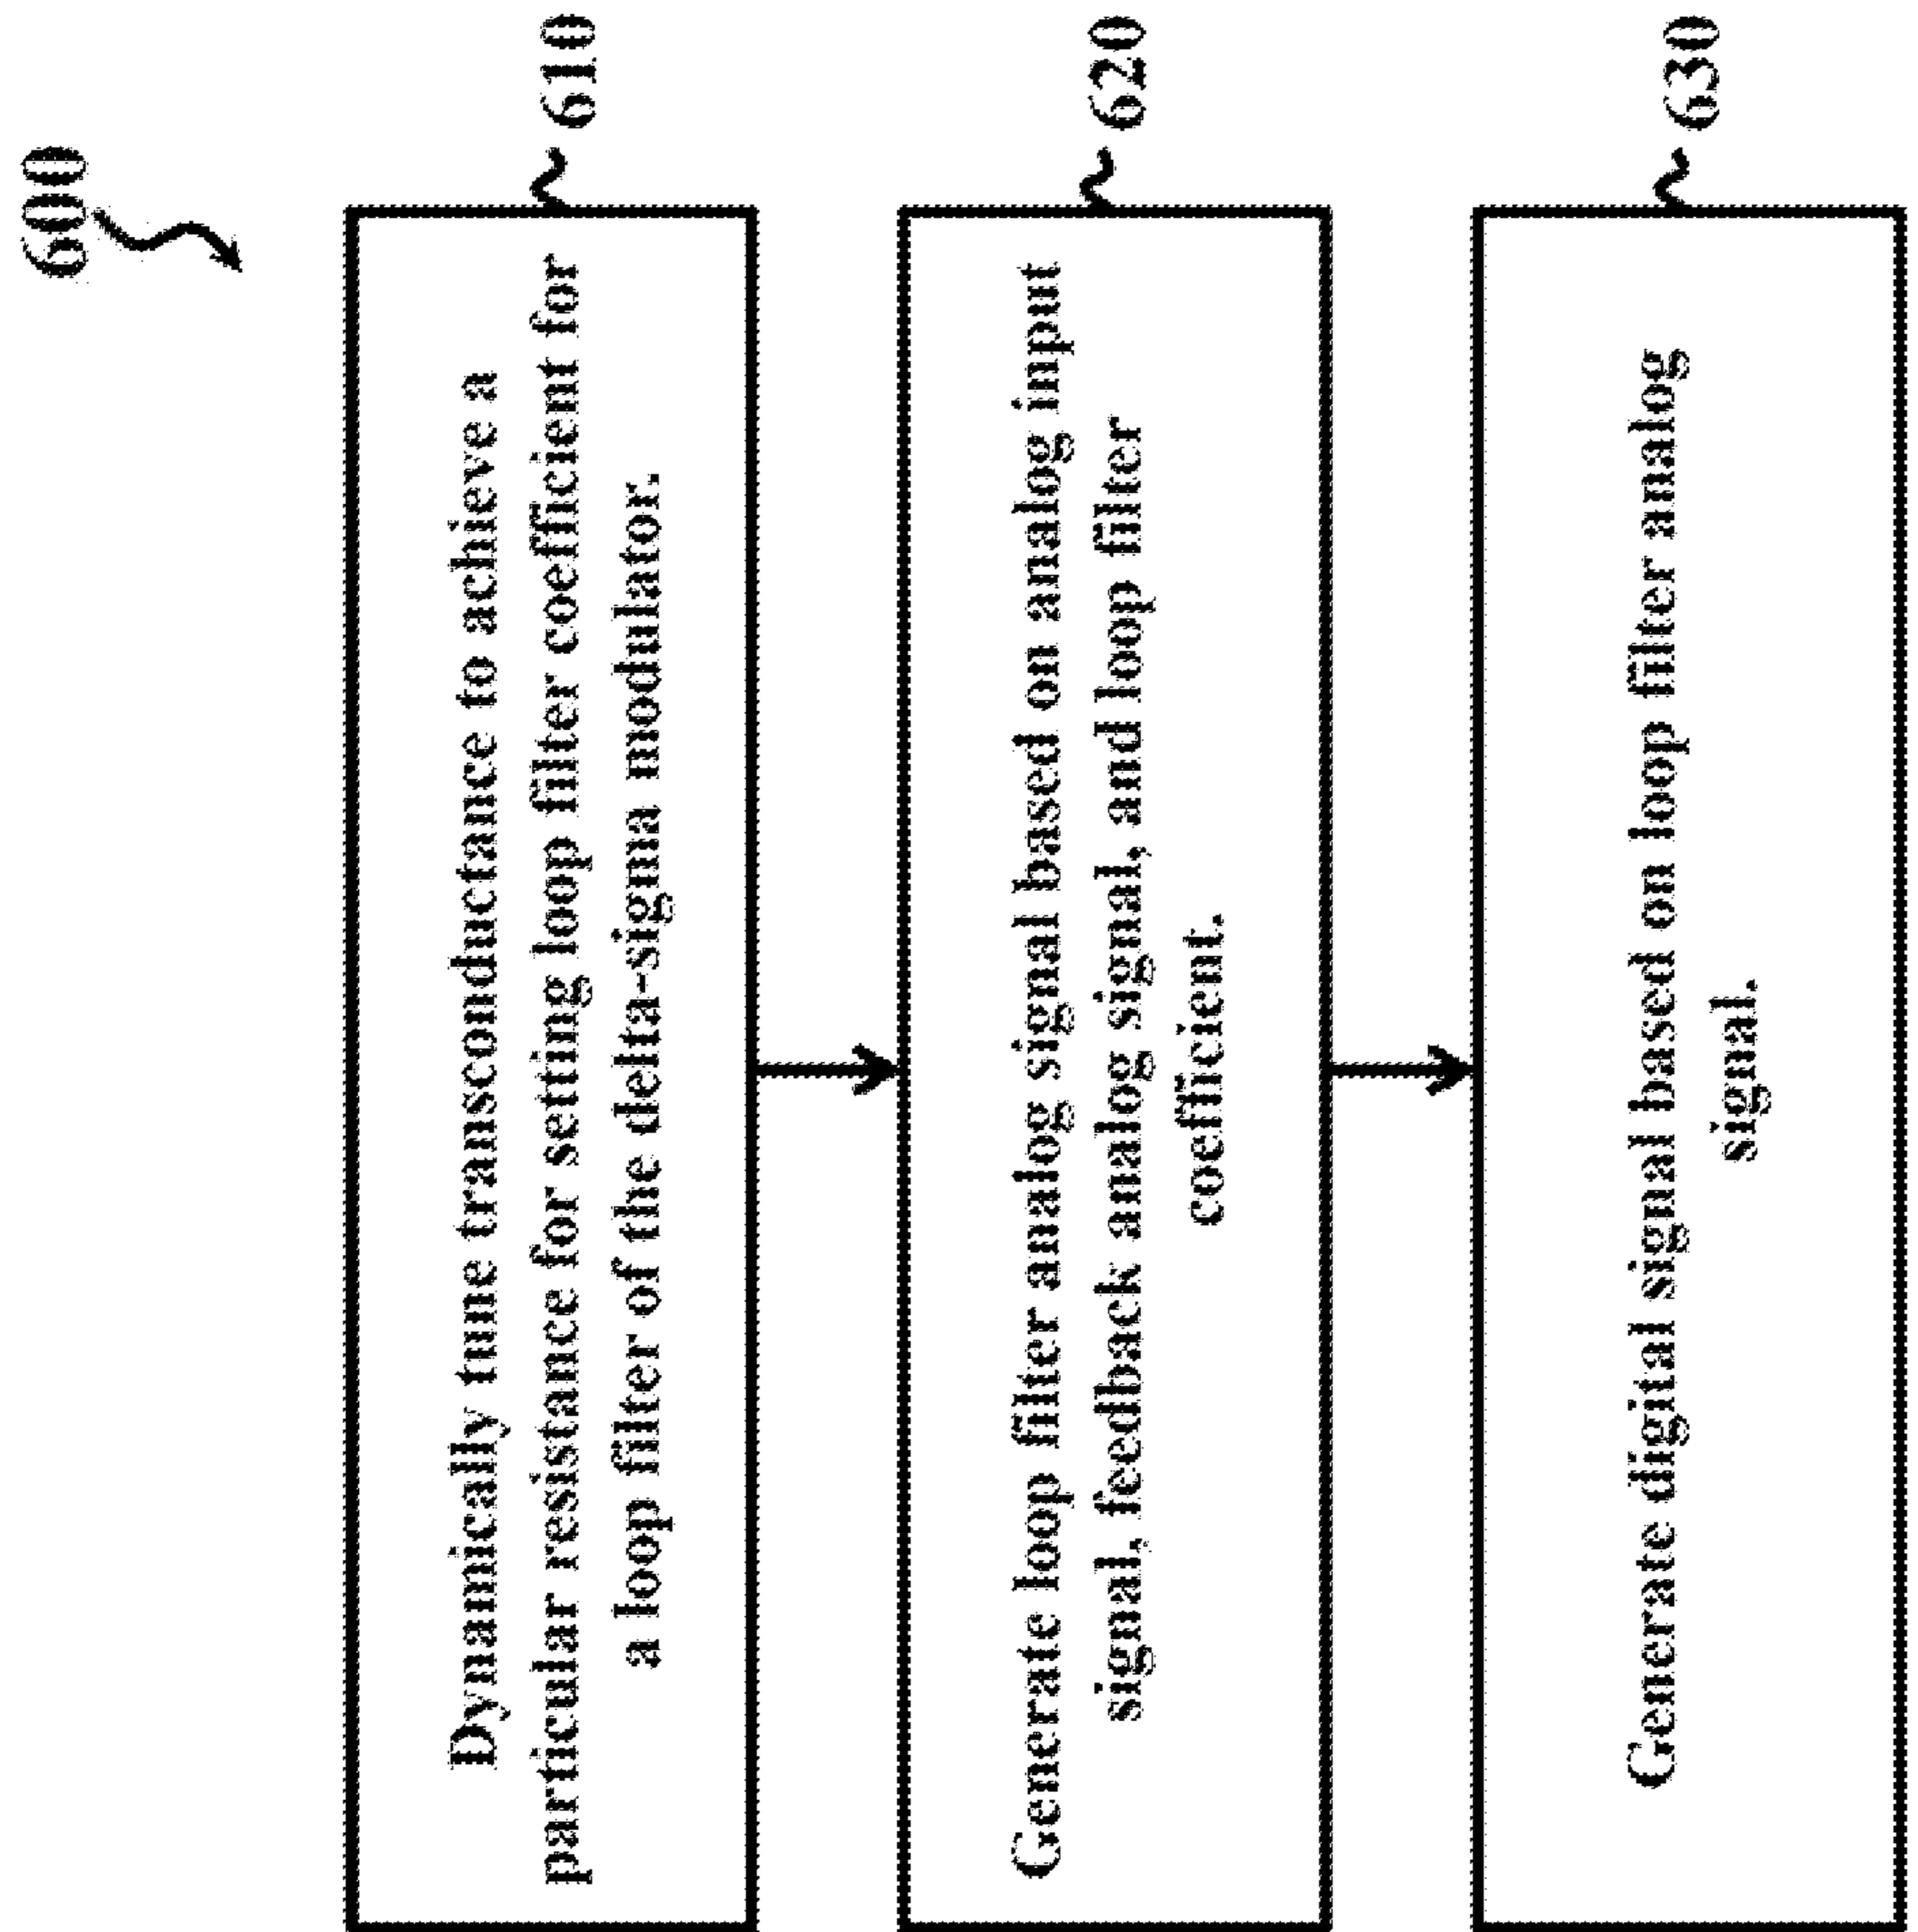 600
Dynamically tune transconductance to achieve a
particular resistance for setting loop filter coefficient for
a loop filter of the delta-sigma modulator.
610
Generate loop filter analog signal based on analog input
signal, feedback analog signal, and loop filter
coefficient.
620
Generate digital signal based on loop filter analog
signal.
630